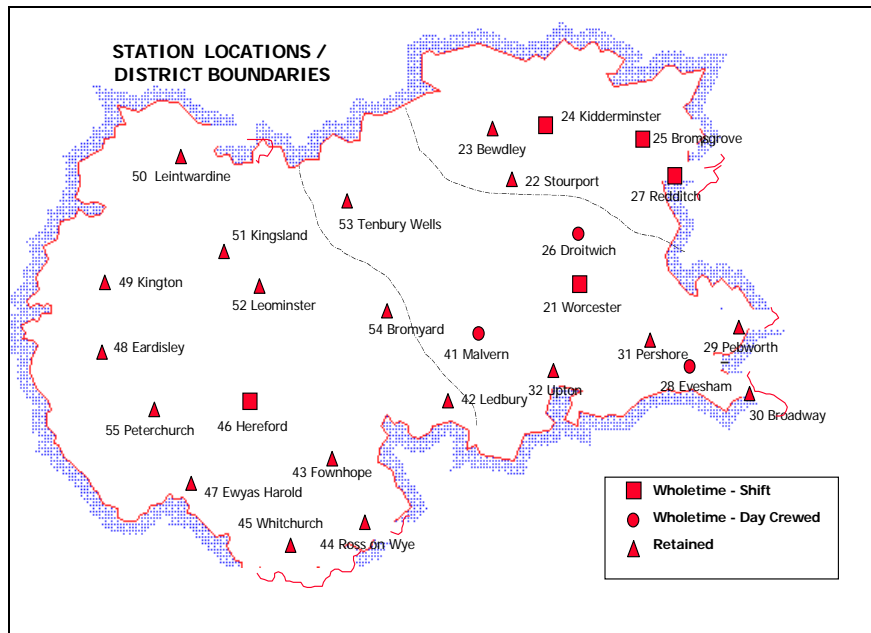 STATION LOCATIONS /
DISTRICT BOUNDARIES
24 Kidderminster
25 Bromsgrove
23 Bewdley
50 Leintwardine
22 Stourport
27 Redditch
53 Tenbury Wells
51 Kingsland
26 Droitwich
49 Kington
52 Leominster
21 Worcester
54 Bromyard
48 Eardisley
41 Malvern
31 Pershore
29 Pebworth
32 Upton
28 Evesham
42 Ledbury
30 Broadway
55 Peterchurch
46 Hereford
43 Fownhope
47 Ewyas Harold
45 Whitchurch
44 Ross on Wye
Wholetime - Shift
Wholetime - Day Crewed
Retained